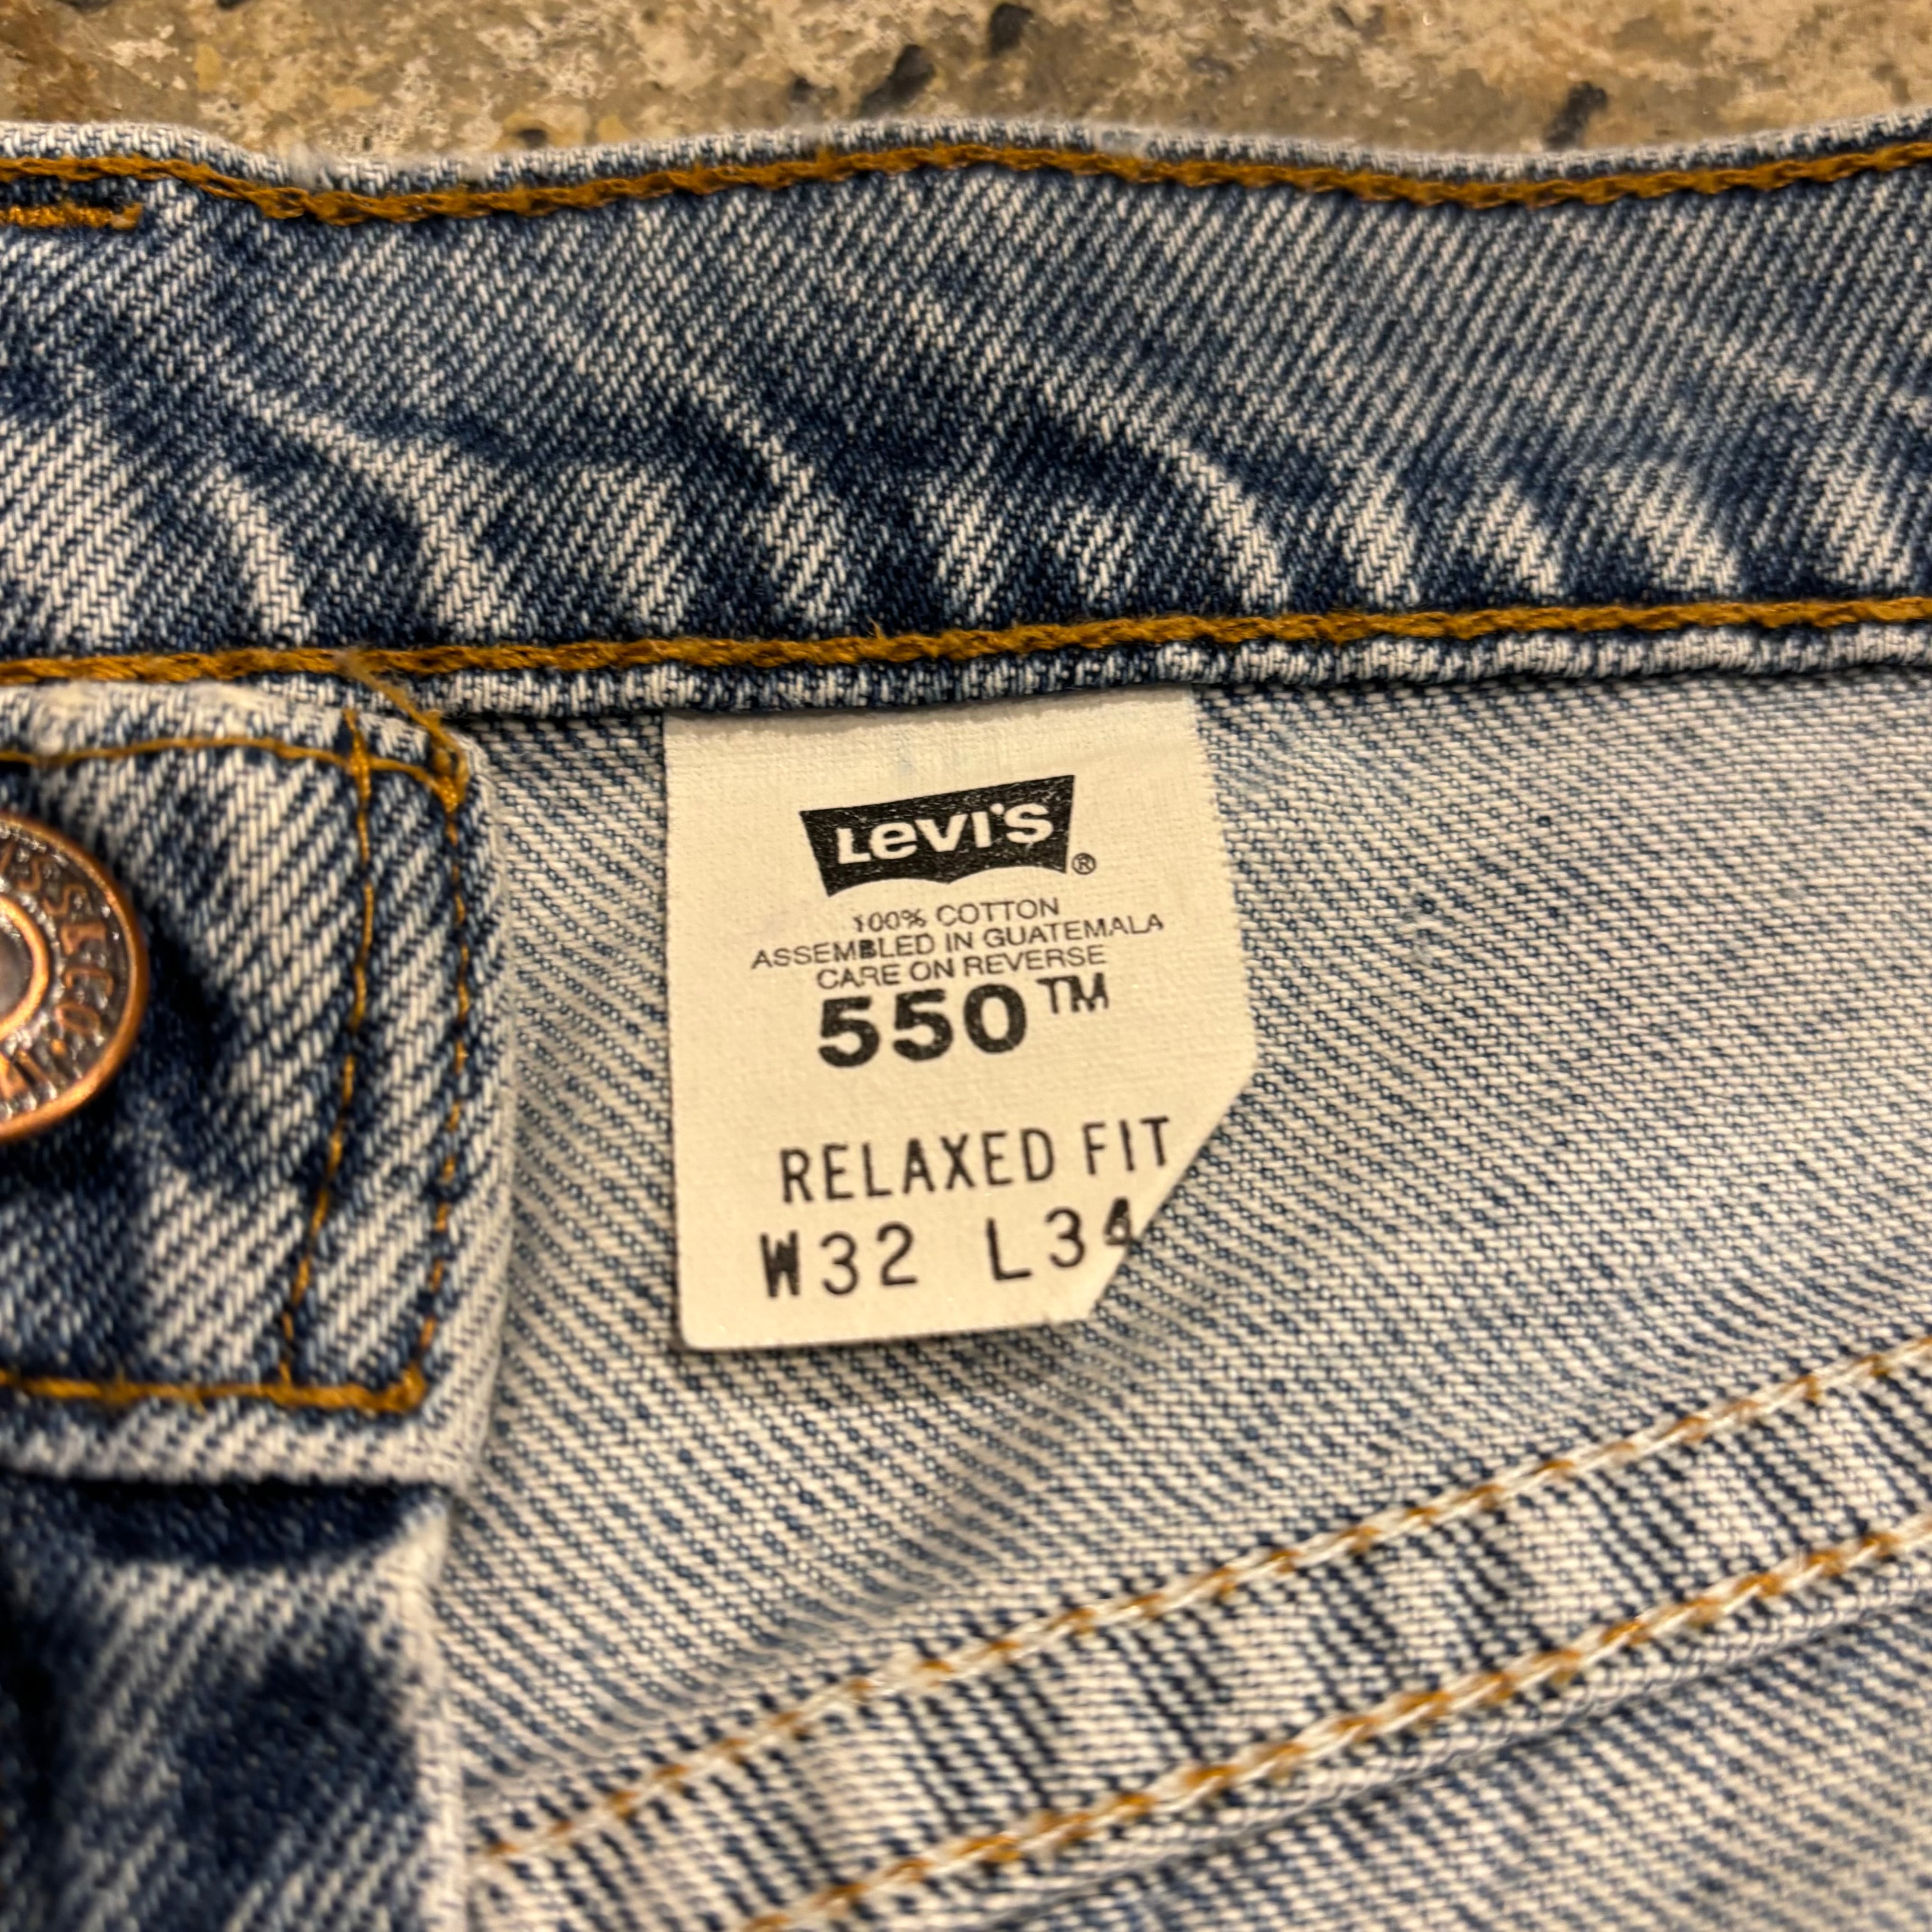 Levi's ®
100% COTTON
ASSEMBLED IN GUATEMALA
CARE ON REVERSE
550™
RELAXED FIT
W32 L34